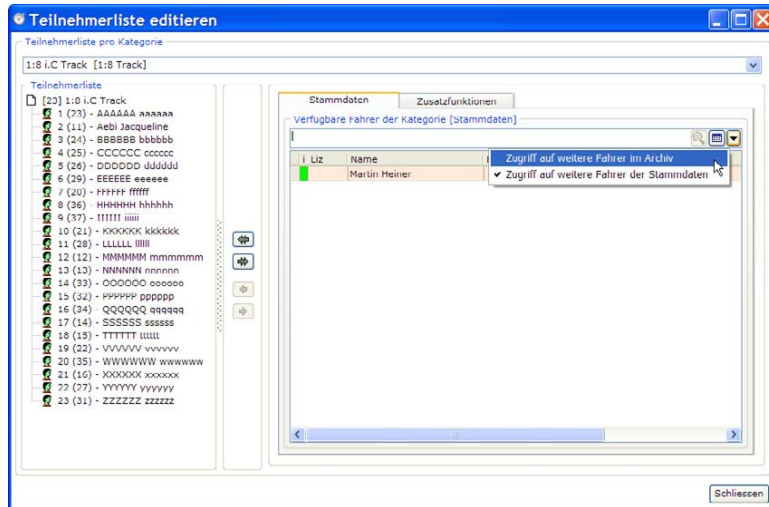 Teilnehmerliste editieren
Teilnehmerliste pro Kategorie
1:8 i.C Track [1:8 Track]
Teilnehmerliste
[23] 1:8 i.C Track
1 (23) - AAAAAA aaaaaa
2 (11) - Aebi Jacqueline
3 (24) - BBBBBB bbbbbb
4 (25) - CCCCCC cccccc
5 (26) - DDDDDD dddddd
6 (29) - EEEEEE eeeeee
7 (20) - FFFFFF ffffff
8 (36) - HHHHHH hhhhhh
9 (37) - IIIIII iiiiii
10 (21) - KKKKKK kkkkkk
11 (28) - LLLLLL llllll
12 (12) - MMMMMM mmmmmm
13 (13) - NNNNNN nnnnnn
14 (33) - OOOOOO oooooo
15 (32) - PPPPPP pppppp
16 (34) - QQQQQQ qqqqqq
17 (14) - SSSSSS ssssss
18 (15) - TTTTTT tttttt
19 (22) - VVVVVV vvvvvv
20 (35) - WWWWWW wwwwww
21 (16) - XXXXXX xxxxxx
22 (27) - YYYYYY yyyyyy
23 (31) - ZZZZZZ zzzzzz
Stammdaten Zusatzfunktionen
Verfugbare Fahrer der Kategorie [Stammdaten]
Zugriff auf weitere Fahrer im Archiv
Zugriff auf weitere Fahrer der Stammdaten
i Liz Name
Martin Heiner
Schliessen